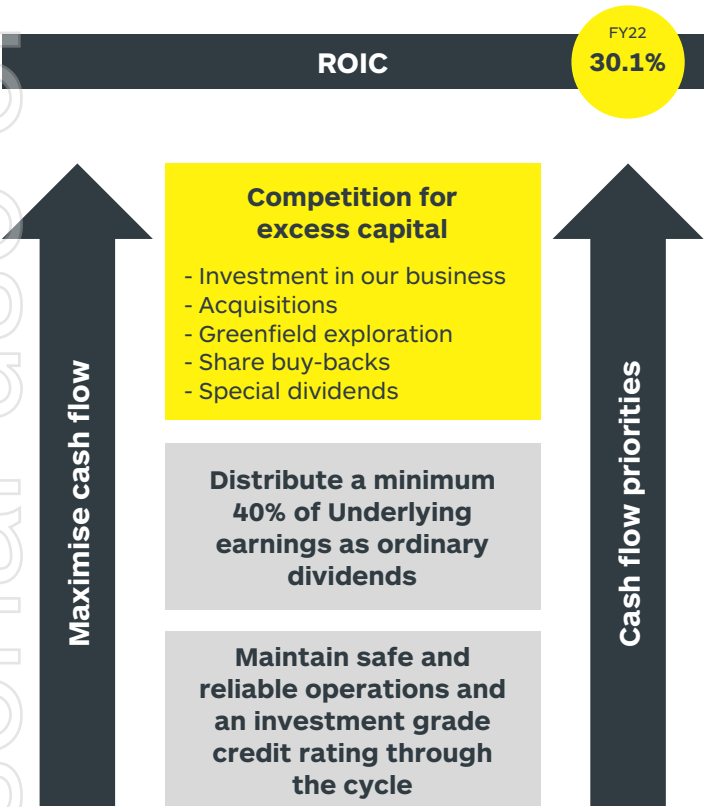 FY22
ROIC
30.1%
Competition for
excess capital
- Investment in our business
- Acquisitions
- Greenfield exploration
- Share buy-backs
- Special dividends
Maximise cash flow
Cash flow priorities
Distribute a minimum
40% of Underlying
earnings as ordinary
dividends
Maintain safe and
reliable operations and
an investment grade
credit rating through
the cycle